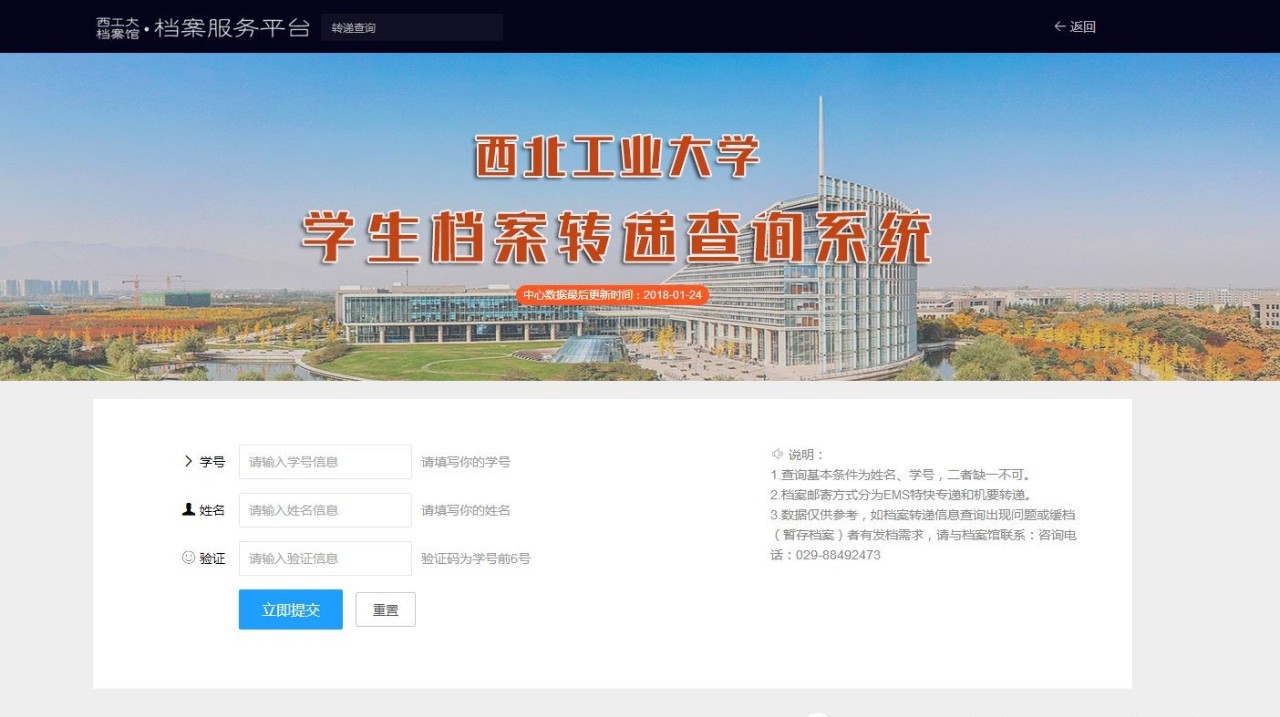 西工大
档案馆
·档案服务平台
转递查询
返回
西北工业大学
学生档案转递查询系统
中心数据最后更新时间：2018-01-24
学号
请输入学号信息
请填写你的学号
姓名
请输入姓名信息
请填写你的姓名
验证
请输入验证信息
验证码为学号前6号
立即提交
重置
说明：
1.查询基本条件为姓名、学号，二者缺一不可。
2.档案邮寄方式分为EMS特快专递和机要转递。
3.数据仅供参考，如档案转递信息查询出现问题或缓档
（暂存档案）者有发档需求，请与档案馆联系：咨询电
话：029-88492473